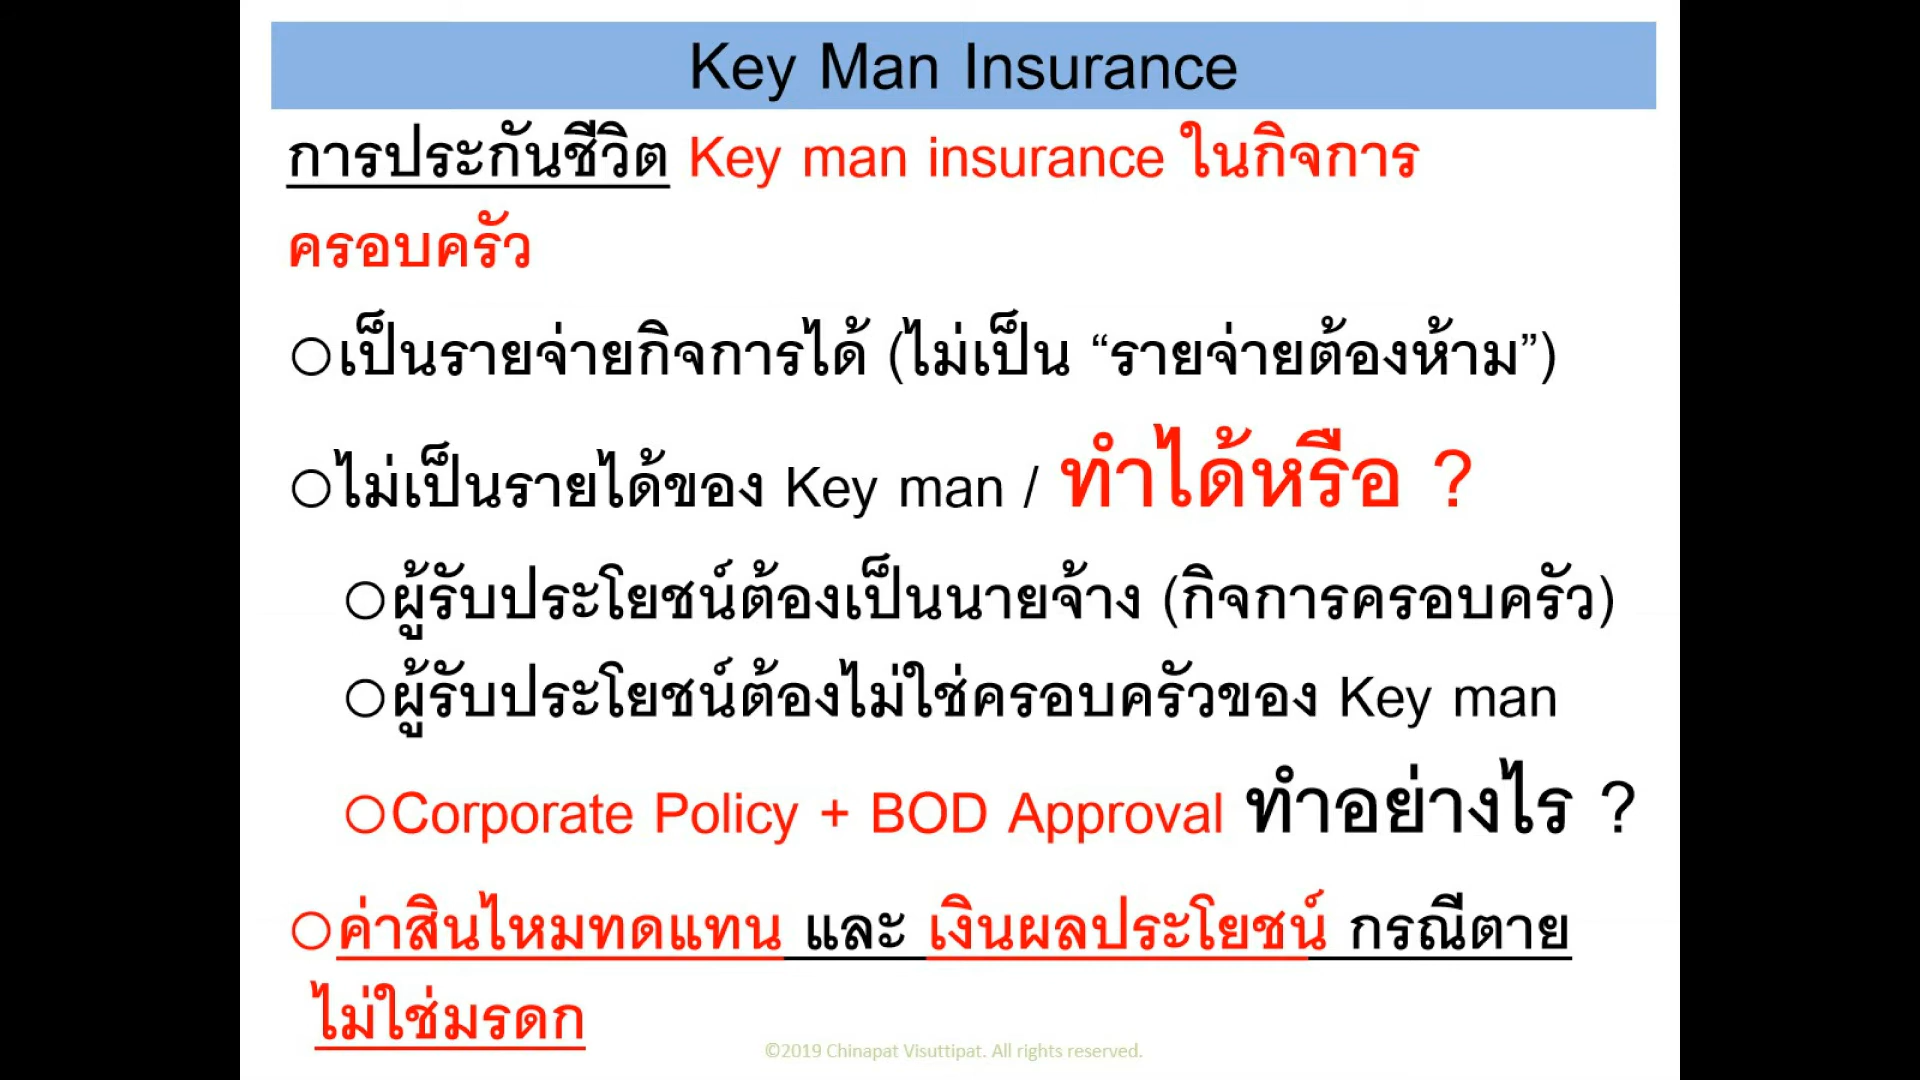 Key Man Insurance
การประกันชีวิต Key man insurance ในกิจการ
ครอบครัว
○เป็นรายจ่ายกิจการได้ (ไม่เป็น “รายจ่ายต้องห้าม”)
○ไม่เป็นรายได้ของ Key man / ทำได้หรือ ?
○ผู้รับประโยชน์ต้องเป็นนายจ้าง (กิจการครอบครัว)
○ผู้รับประโยชน์ต้องไม่ใช่ครอบครัวของ Key man
○Corporate Policy + BOD Approval ทำอย่างไร ?
○ค่าสินไหมทดแทน และ เงินผลประโยชน์ กรณีตาย
ไม่ใช่มรดก
©2019 Chinapat Visuttipat. All rights reserved.